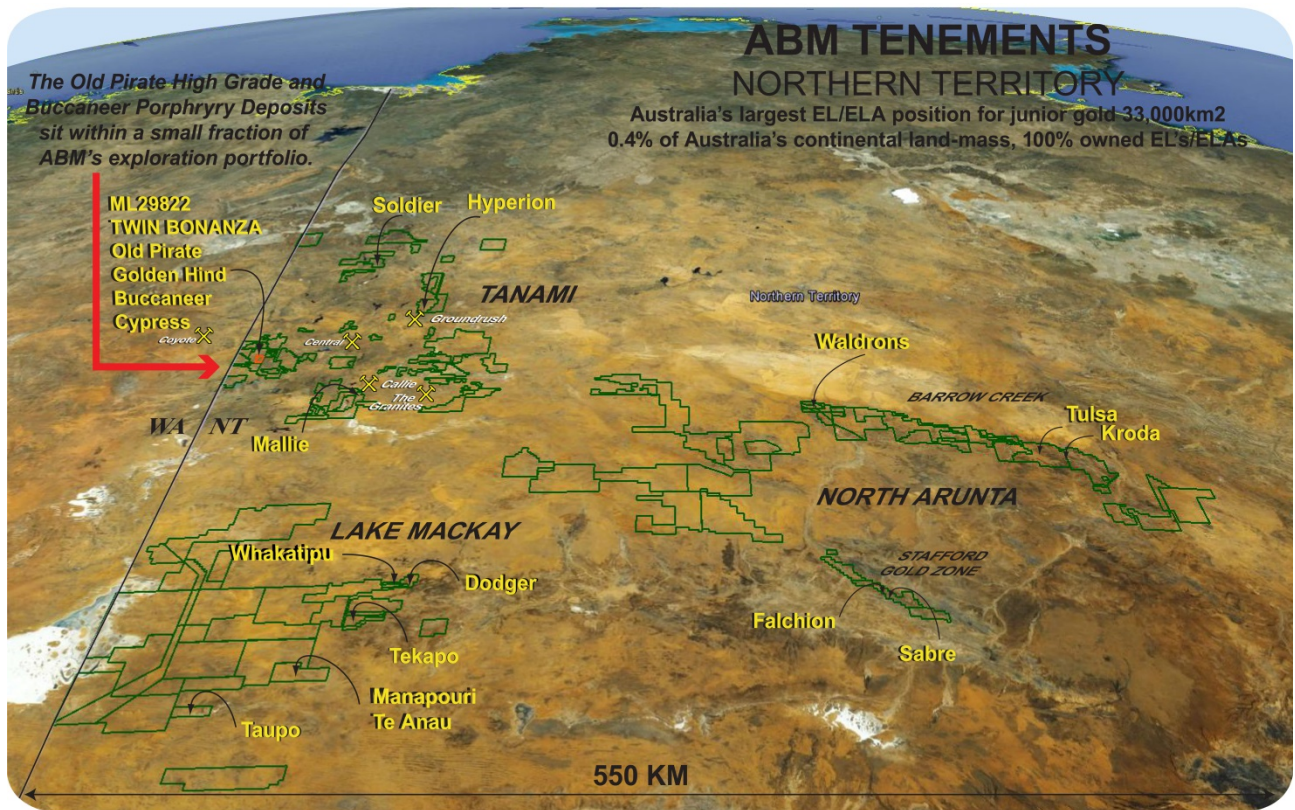 ABM TENEMENTS
NORTHERN TERRITORY
Australia's largest EL/ELA position for junior gold 33,000km2
0.4% of Australia's continental land-mass, 100% owned EL's/ELAs
The Old Pirate High Grade and
Buccaneer Porphryry Deposits
sit within a small fraction of
ABM's exploration portfolio.
ML29822
TWIN BONANZA
Old Pirate
Golden Hind
Buccaneer
Cypress
Coyote
Soldier
Hyperion
TANAMI
Groundrush
Central
Callie
The
Granites
Mallie
WA NT
Northern Territory
Waldrons
BARROW CREEK
Tulsa
Kroda
NORTH ARUNTA
STAFFORD
GOLD ZONE
Falchion
Sabre
LAKE MACKAY
Whakatipu
Dodger
Tekapo
Manapouri
Te Anau
Taupo
550 KM